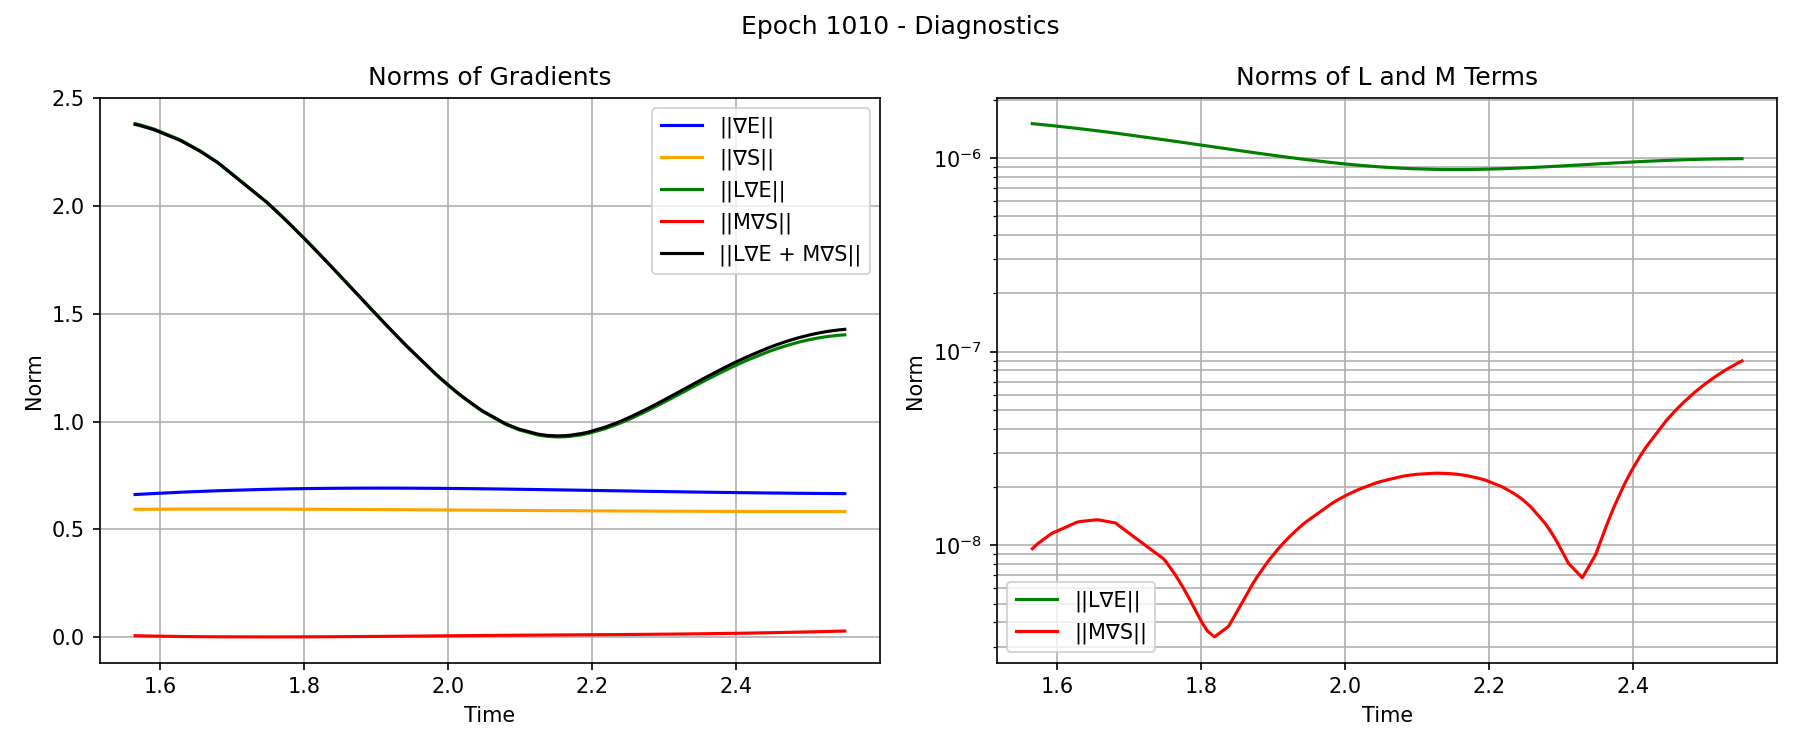 Epoch 1010 - Diagnostics
Norms of Gradients
2.5
2.0
1.5
1.0
0.5
0.0
Norm
1.6
1.8
2.0
2.2
2.4
Time
||∇E||
||∇S||
||L∇E||
||M∇S||
||L∇E + M∇S||
Norms of L and M Terms
10⁻⁶
10⁻⁷
10⁻⁸
Norm
1.6
1.8
2.0
2.2
2.4
Time
||L∇E||
||M∇S||